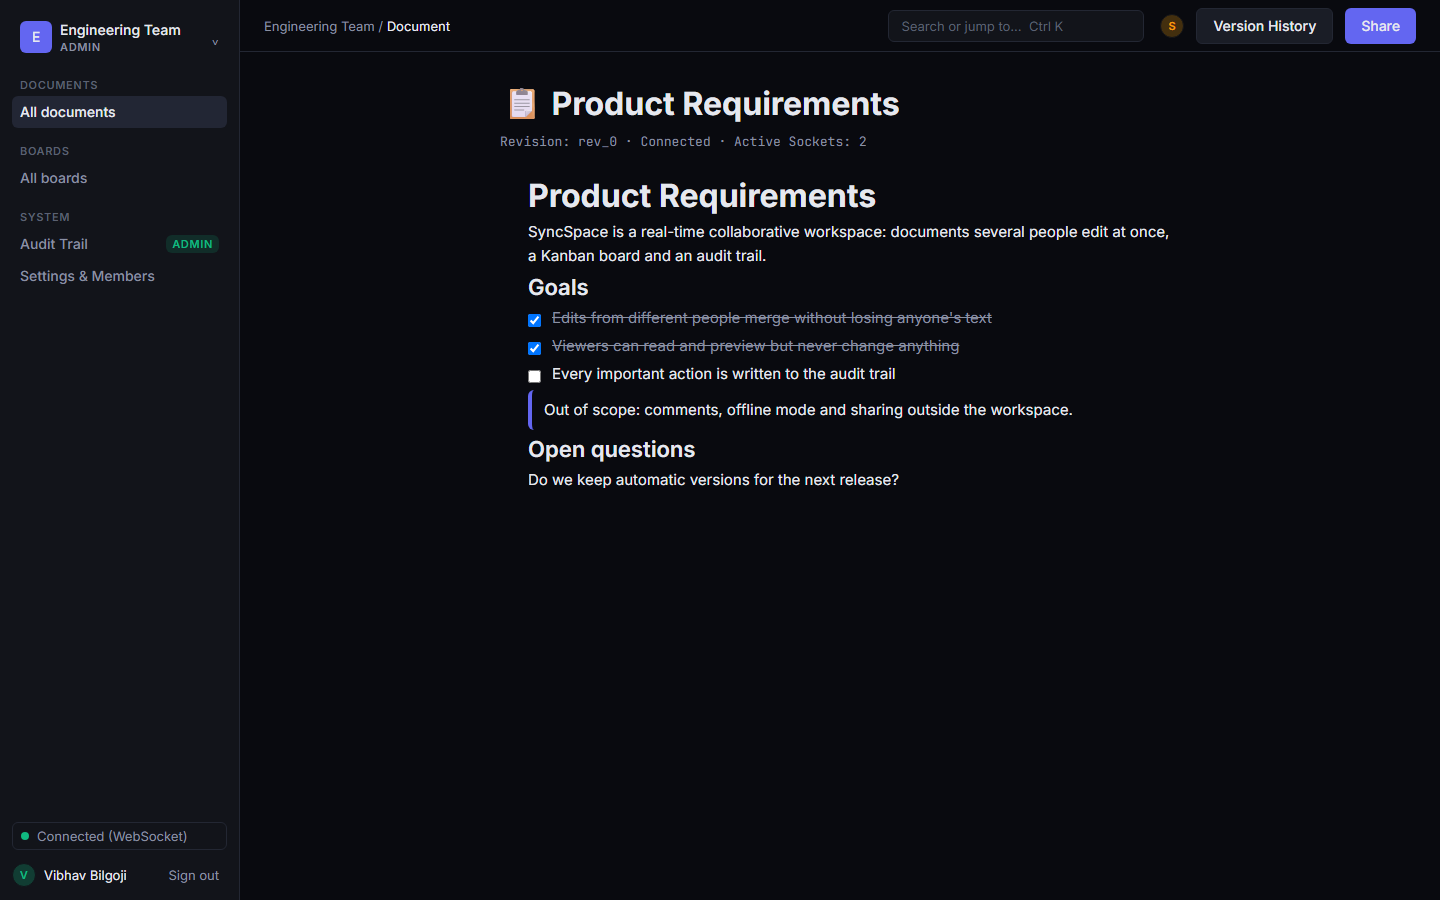 E
Engineering Team
ADMIN
v
DOCUMENTS
All documents
BOARDS
All boards
SYSTEM
Audit Trail ADMIN
Settings & Members
Connected (WebSocket)
V Vibhav Bilgoji Sign out
Engineering Team / Document
Search or jump to... Ctrl K
S
Version History
Share
📋 Product Requirements
Revision: rev_0 · Connected · Active Sockets: 2
Product Requirements
SyncSpace is a real-time collaborative workspace: documents several people edit at once,
a Kanban board and an audit trail.
Goals
Edits from different people merge without losing anyone's text
Viewers can read and preview but never change anything
Every important action is written to the audit trail
Out of scope: comments, offline mode and sharing outside the workspace.
Open questions
Do we keep automatic versions for the next release?